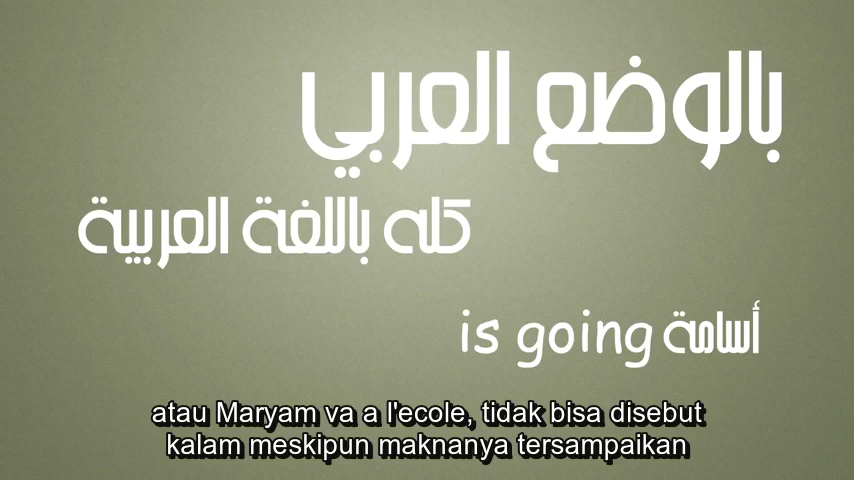 بالوضع العربي
كله باللغة العربية
أسامة is going
atau Maryam va a l'ecole, tidak bisa disebut
kalam meskipun maknanya tersampaikan